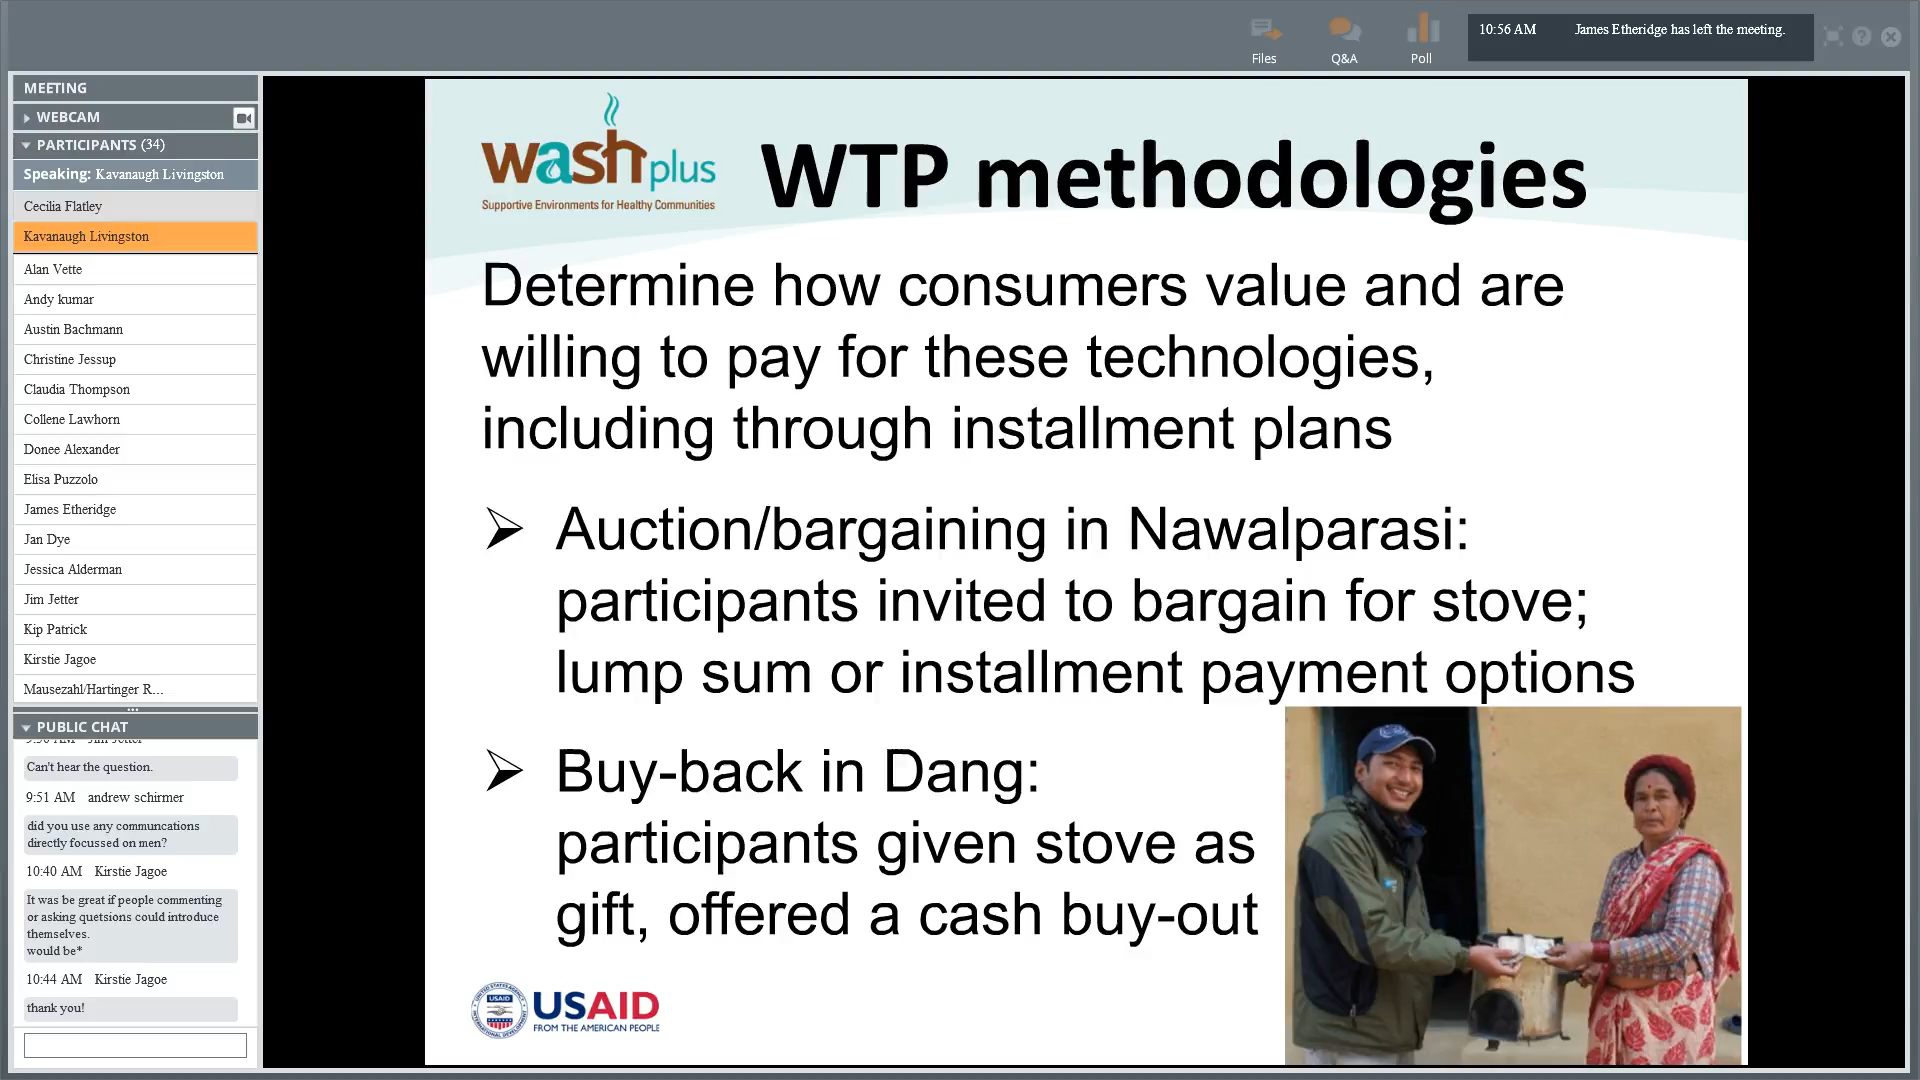 Files
Q&A
Poll
10:56 AM James Etheridge has left the meeting.
MEETING
WEBCAM
PARTICIPANTS (34)
Speaking: Kavanaugh Livingston
Cecilia Flatley
Kavanaugh Livingston
Alan Vette
Andy kumar
Austin Bachmann
Christine Jessup
Claudia Thompson
Collene Lawhorn
Donee Alexander
Elisa Puzzolo
James Etheridge
Jan Dye
Jessica Alderman
Jim Jetter
Kip Patrick
Kirstie Jagoe
Mausezahl/Hartinger R...
PUBLIC CHAT
Can't hear the question.
9:51 AM andrew schirmer
did you use any communcations
directly focussed on men?
10:40 AM Kirstie Jagoe
It was be great if people commenting
or asking quetsions could introduce
themselves.
would be*
10:44 AM Kirstie Jagoe
thank you!
wash plus
Supportive Environments for Healthy Communities
WTP methodologies
Determine how consumers value and are
willing to pay for these technologies,
including through installment plans
➢ Auction/bargaining in Nawalparasi:
participants invited to bargain for stove;
lump sum or installment payment options
➢ Buy-back in Dang:
participants given stove as
gift, offered a cash buy-out
USAID
FROM THE AMERICAN PEOPLE